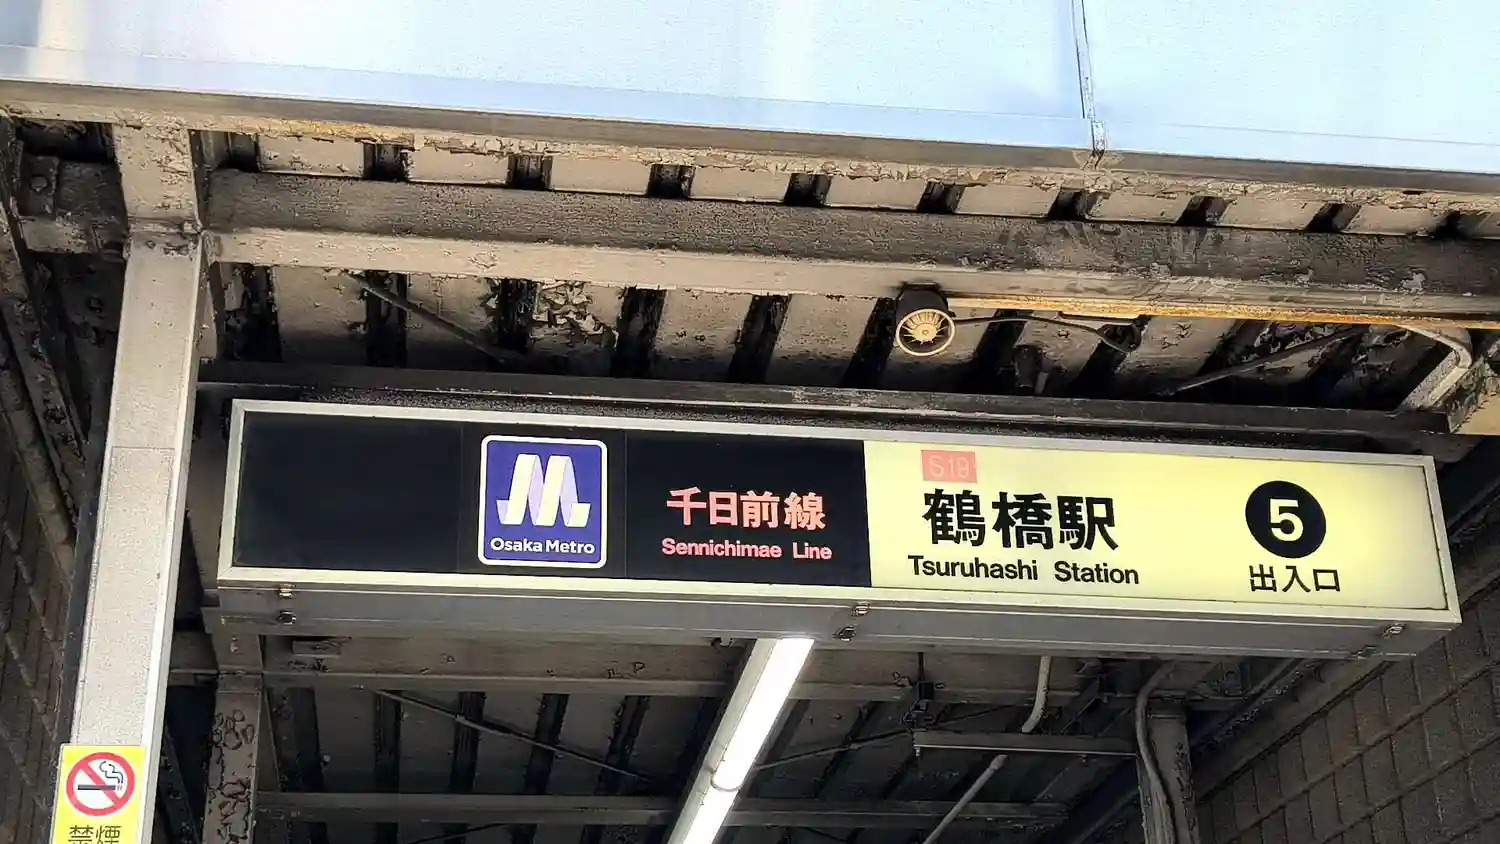 Osaka Metro
千日前線
Sennichimae Line
S19
鶴橋駅
Tsuruhashi Station
5
出入口
禁煙